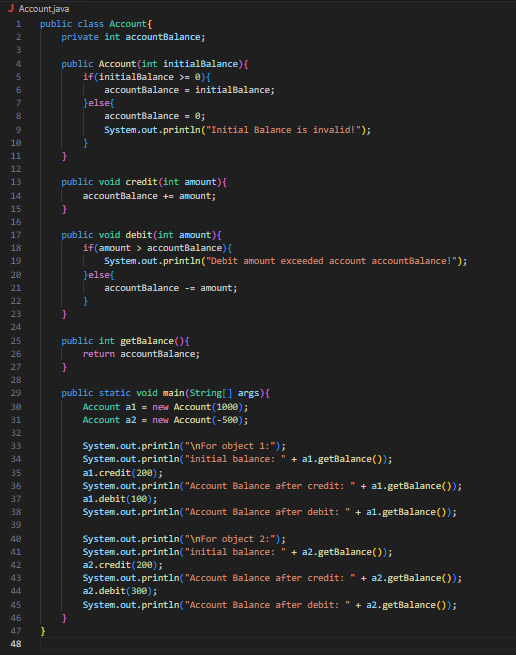 J Account.java
1 public class Account{
2     private int accountBalance;
3
4     public Account(int initialBalance){
5         if(initialBalance >= 0){
6             accountBalance = initialBalance;
7         }else{
8             accountBalance = 0;
9             System.out.println("Initial Balance is invalid!");
10         }
11     }
12
13     public void credit(int amount){
14         accountBalance += amount;
15     }
16
17     public void debit(int amount){
18         if(amount > accountBalance){
19             System.out.println("Debit amount exceeded account accountBalance!");
20         }else{
21             accountBalance -= amount;
22         }
23     }
24
25     public int getBalance(){
26         return accountBalance;
27     }
28
29     public static void main(String[] args){
30         Account a1 = new Account(1000);
31         Account a2 = new Account(-500);
32
33         System.out.println("\nFor object 1:");
34         System.out.println("initial balance: " + a1.getBalance());
35         a1.credit(200);
36         System.out.println("Account Balance after credit: " + a1.getBalance());
37         a1.debit(100);
38         System.out.println("Account Balance after debit: " + a1.getBalance());
39
40         System.out.println("\nFor object 2:");
41         System.out.println("initial balance: " + a2.getBalance());
42         a2.credit(200);
43         System.out.println("Account Balance after credit: " + a2.getBalance());
44         a2.debit(300);
45         System.out.println("Account Balance after debit: " + a2.getBalance());
46     }
47 }
48